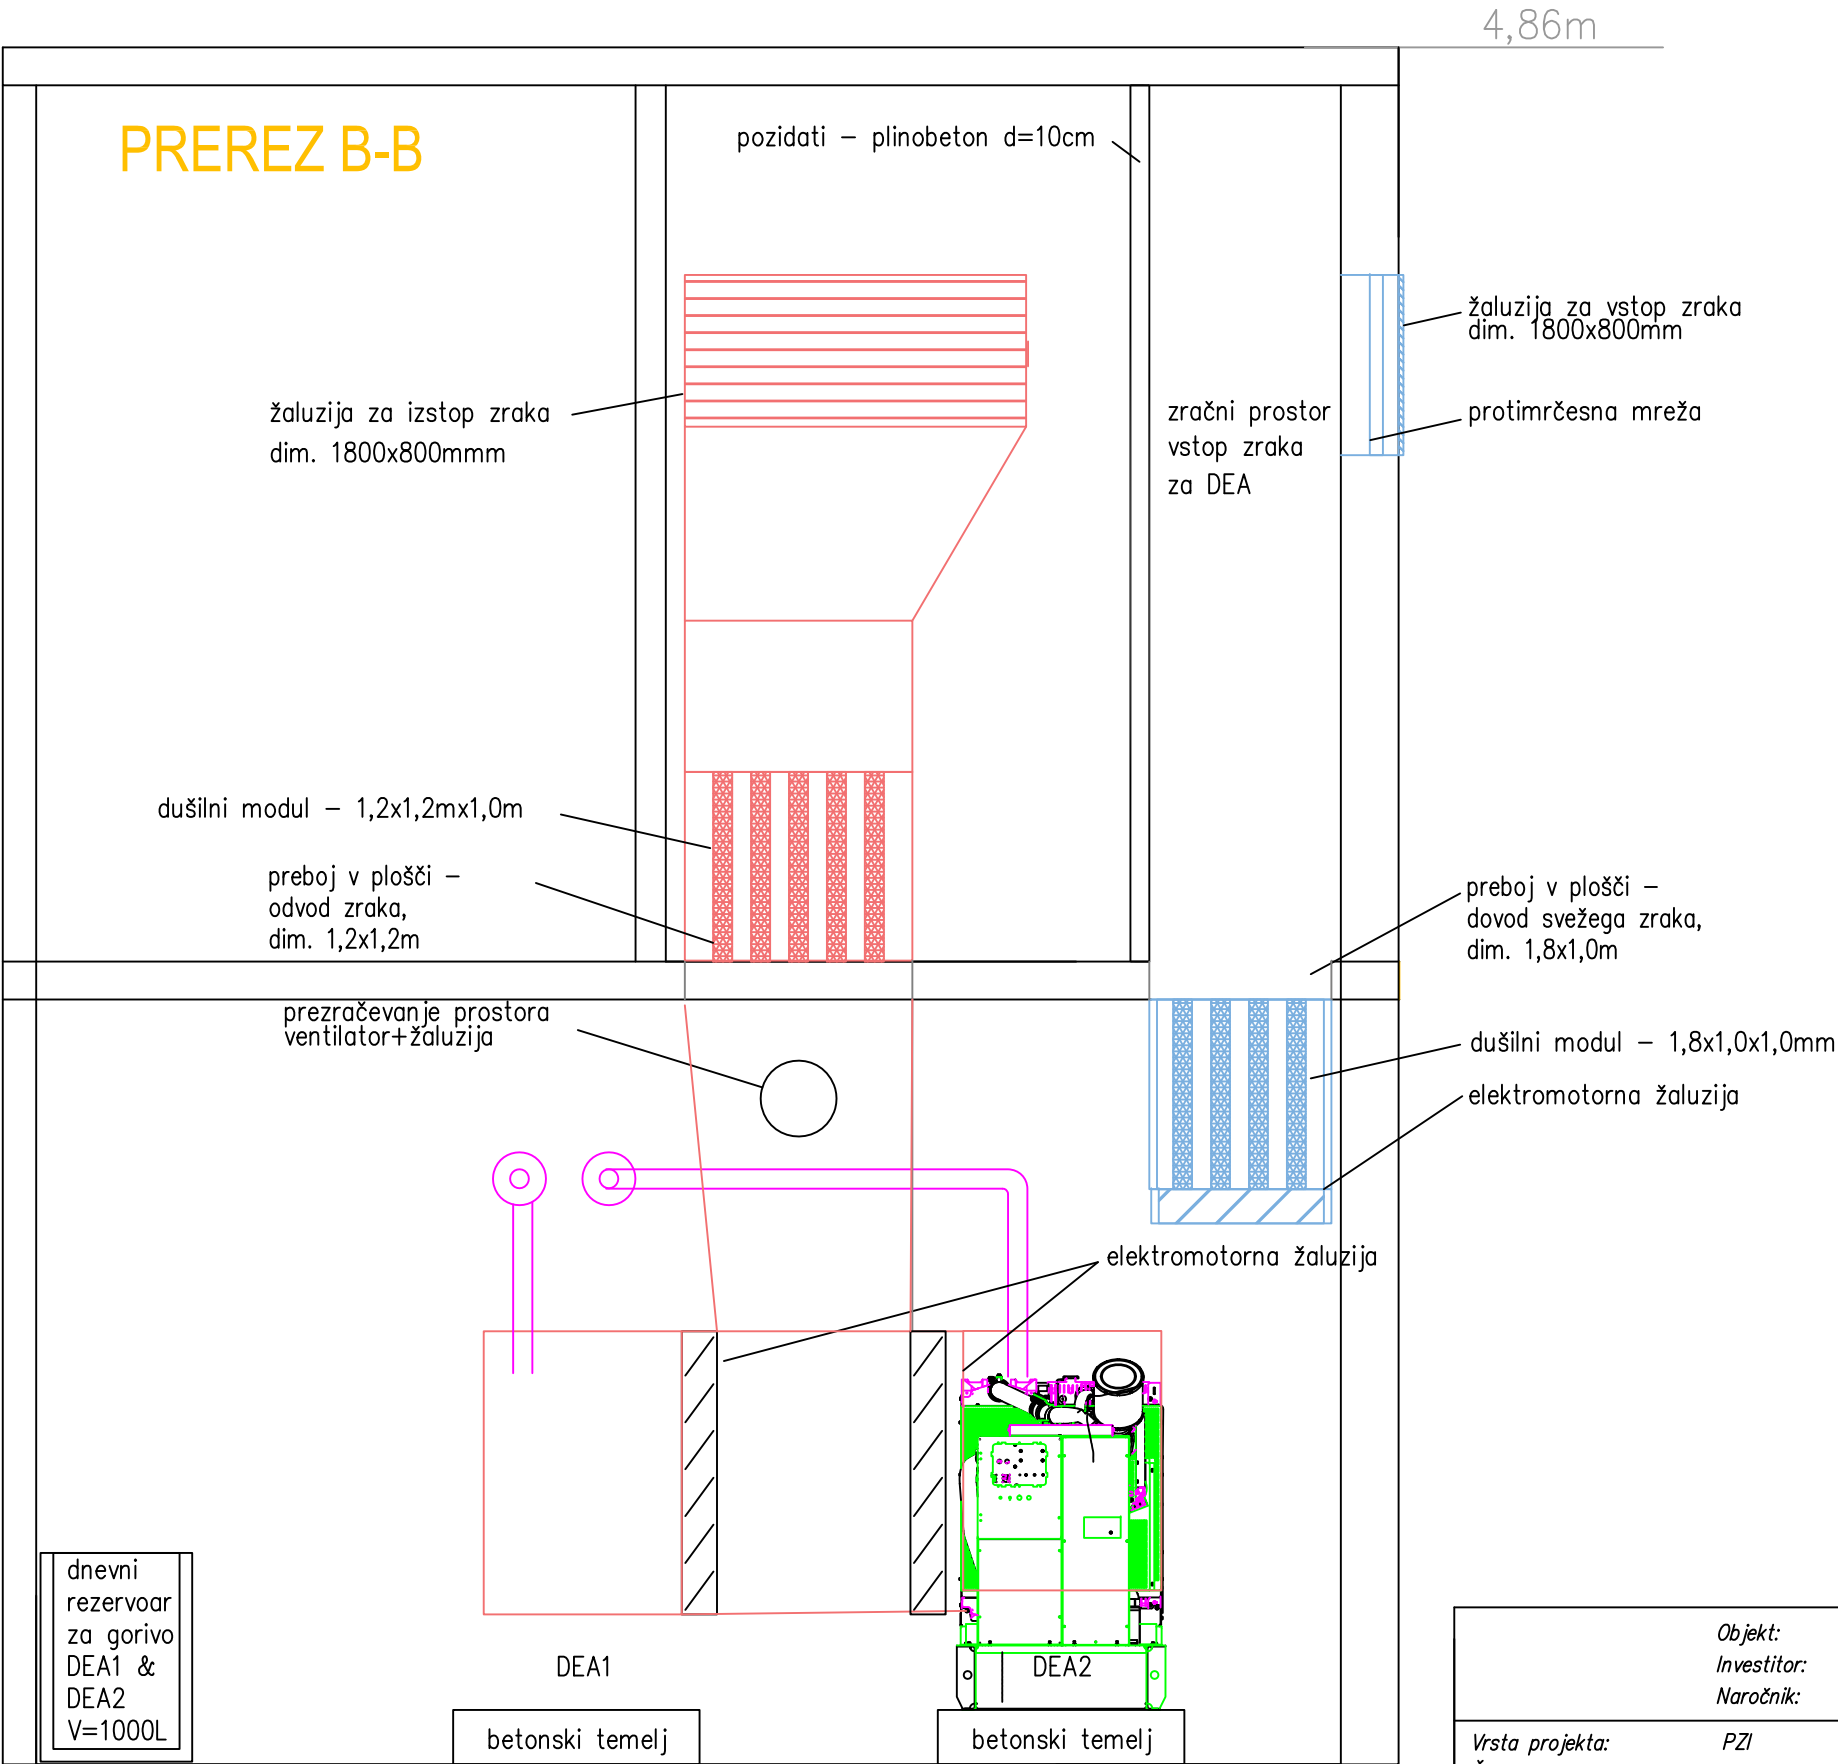 4,86m
PREREZ B-B
pozidati – plinobeton d=10cm
žaluzija za vstop zraka
dim. 1800x800mm
protimrčesna mreža
žaluzija za izstop zraka
dim. 1800x800mmm
zračni prostor
vstop zraka
za DEA
dušilni modul – 1,2x1,2mx1,0m
preboj v plošči –
odvod zraka,
dim. 1,2x1,2m
preboj v plošči –
dovod svežega zraka,
dim. 1,8x1,0m
prezračevanje prostora
ventilator+žaluzija
dušilni modul – 1,8x1,0x1,0mm
elektromotorna žaluzija
elektromotorna žaluzija
dnevni
rezervoar
za gorivo
DEA1 &
DEA2
V=1000L
DEA1
DEA2
betonski temelj
betonski temelj
Objekt:
Investitor:
Naročnik:
Vrsta projekta: PZI